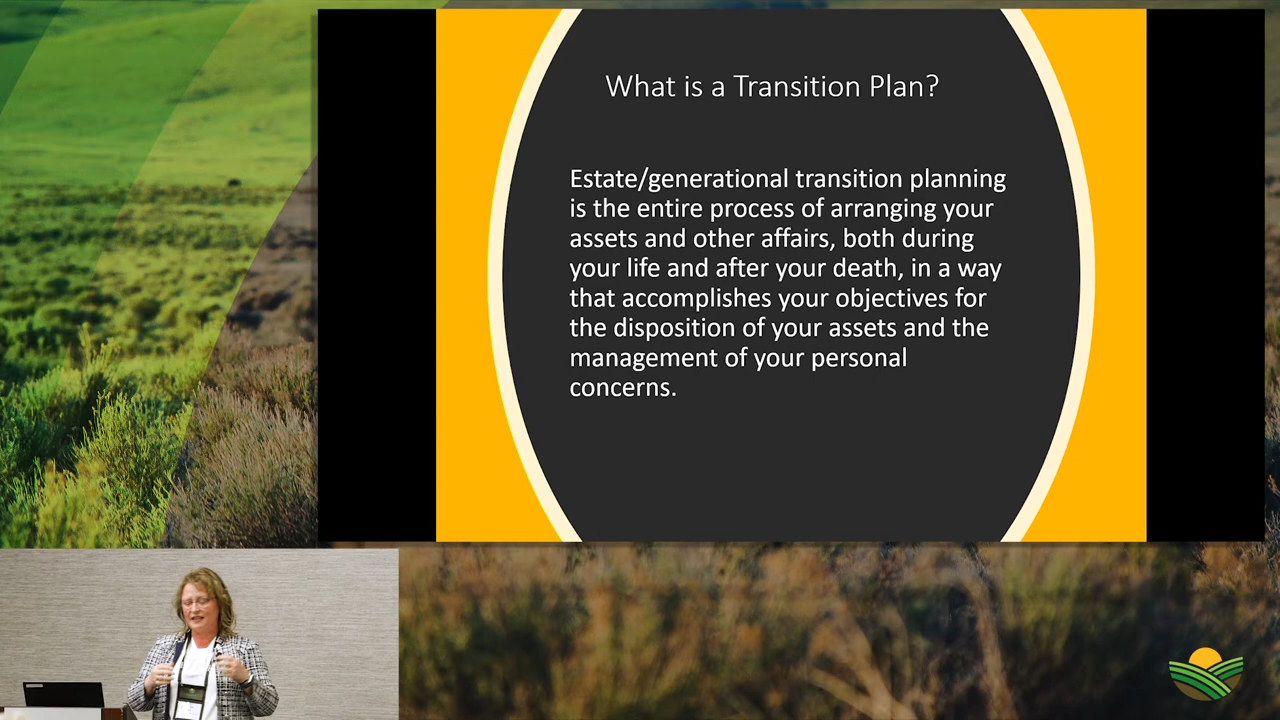 What is a Transition Plan?
Estate/generational transition planning
is the entire process of arranging your
assets and other affairs, both during
your life and after your death, in a way
that accomplishes your objectives for
the disposition of your assets and the
management of your personal
concerns.